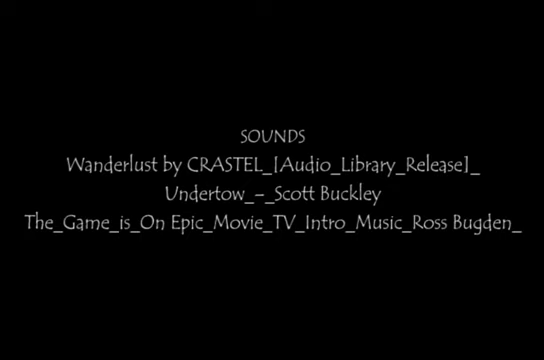 SOUNDS
Wanderlust by CRASTEL_[Audio_Library_Release]_
Undertow_-_Scott Buckley
The_Game_is_On Epic_Movie_TV_Intro_Music_Ross Bugden_